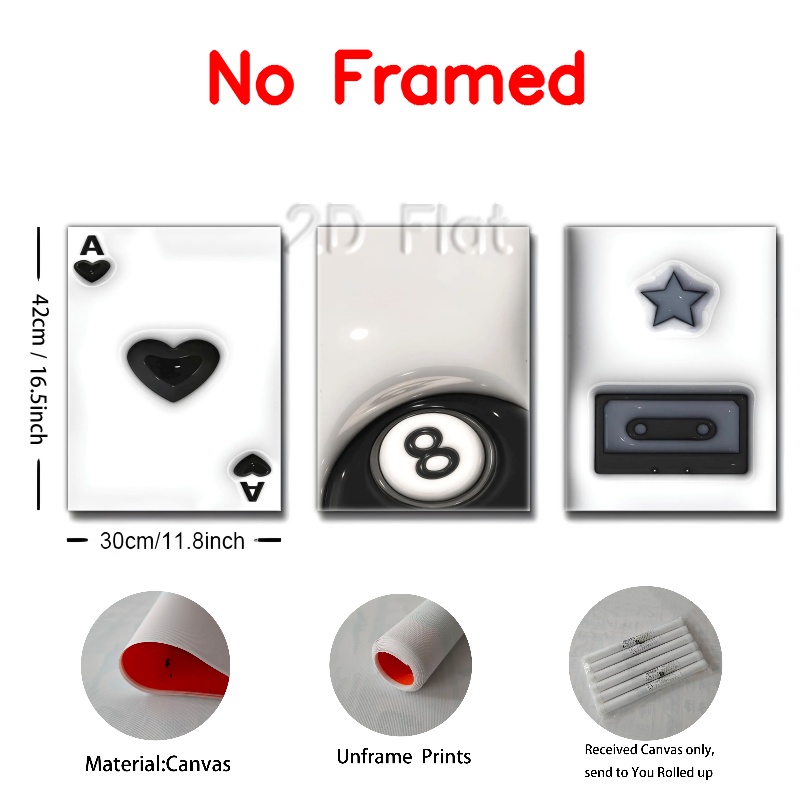 No Framed
2D Flat
A
8
A
42cm / 16.5inch
30cm/11.8inch
Material:Canvas
Unframe Prints
Received Canvas only,
send to You Rolled up